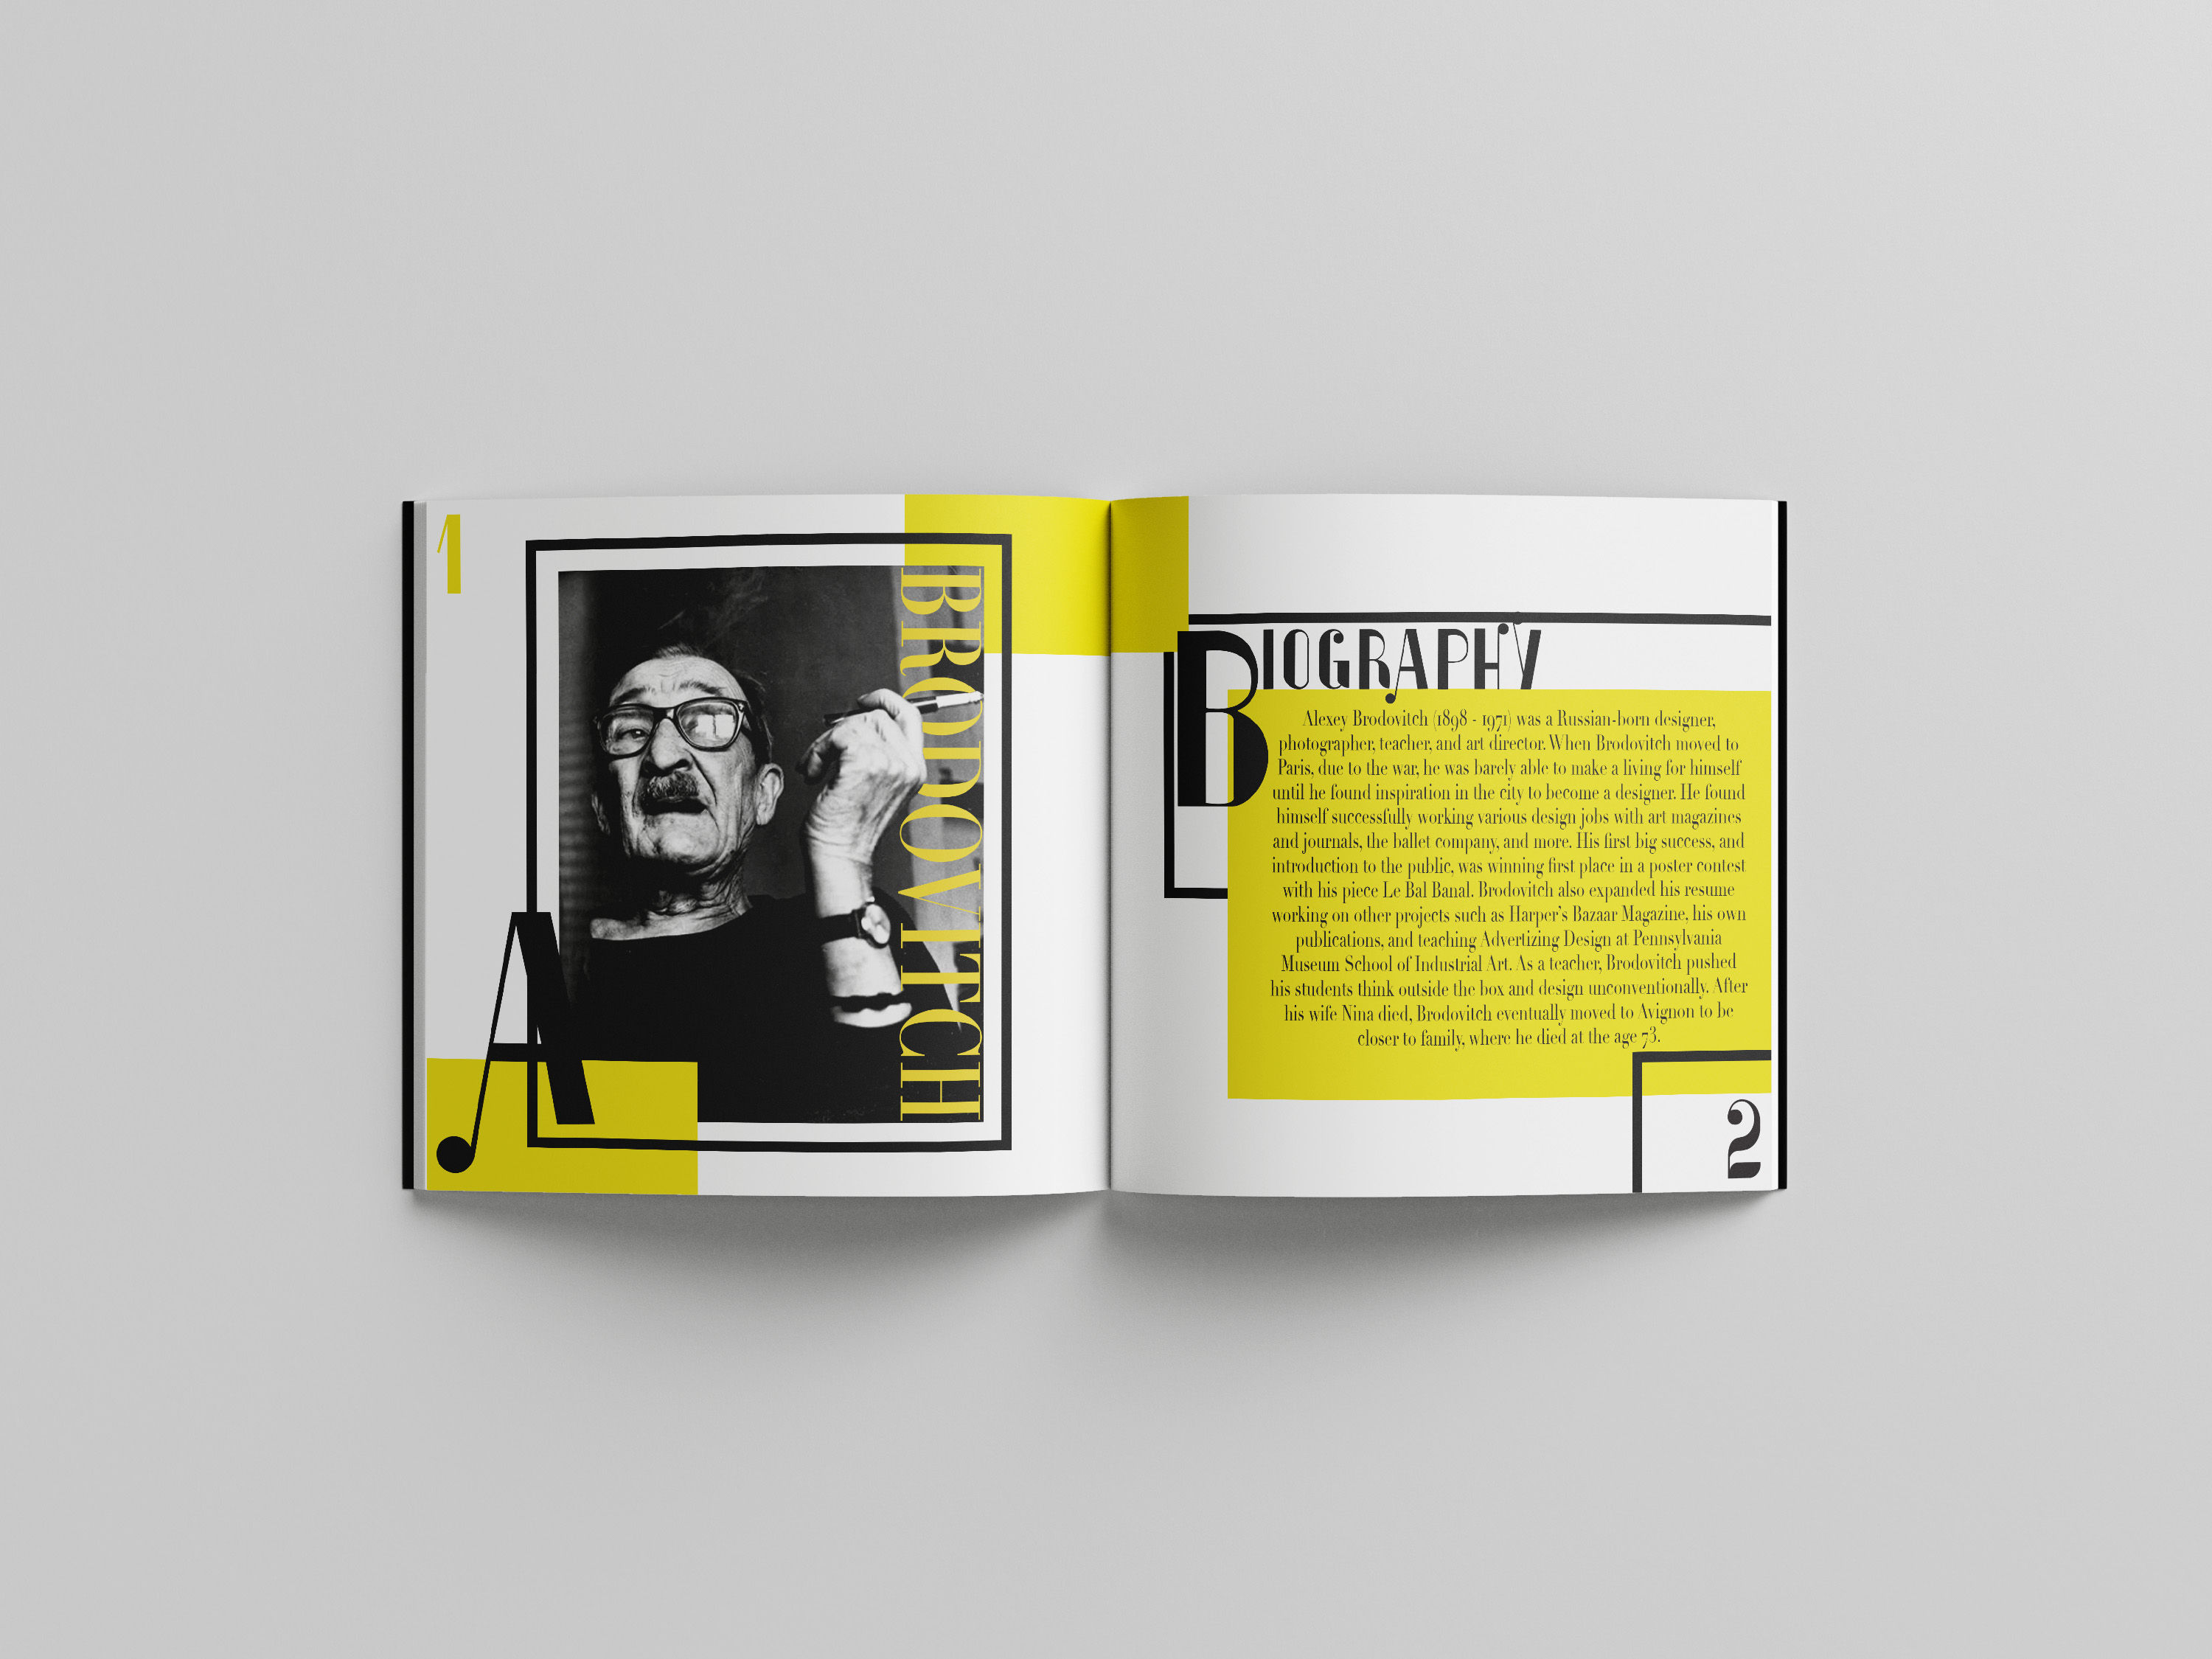 1
BRODOVITCH
A
BIOGRAPHY
Alexey Brodovitch (1898 - 1971) was a Russian-born designer,
photographer, teacher, and art director. When Brodovitch moved to
Paris, due to the war, he was barely able to make a living for himself
until he found inspiration in the city to become a designer. He found
himself successfully working various design jobs with art magazines
and journals, the ballet company, and more. His first big success, and
introduction to the public, was winning first place in a poster contest
with his piece Le Bal Banal. Brodovitch also expanded his resume
working on other projects such as Harper's Bazaar Magazine, his own
publications, and teaching Advertizing Design at Pennsylvania
Museum School of Industrial Art. As a teacher, Brodovitch pushed
his students think outside the box and design unconventionally. After
his wife Nina died, Brodovitch eventually moved to Avignon to be
closer to family, where he died at the age 73.
2